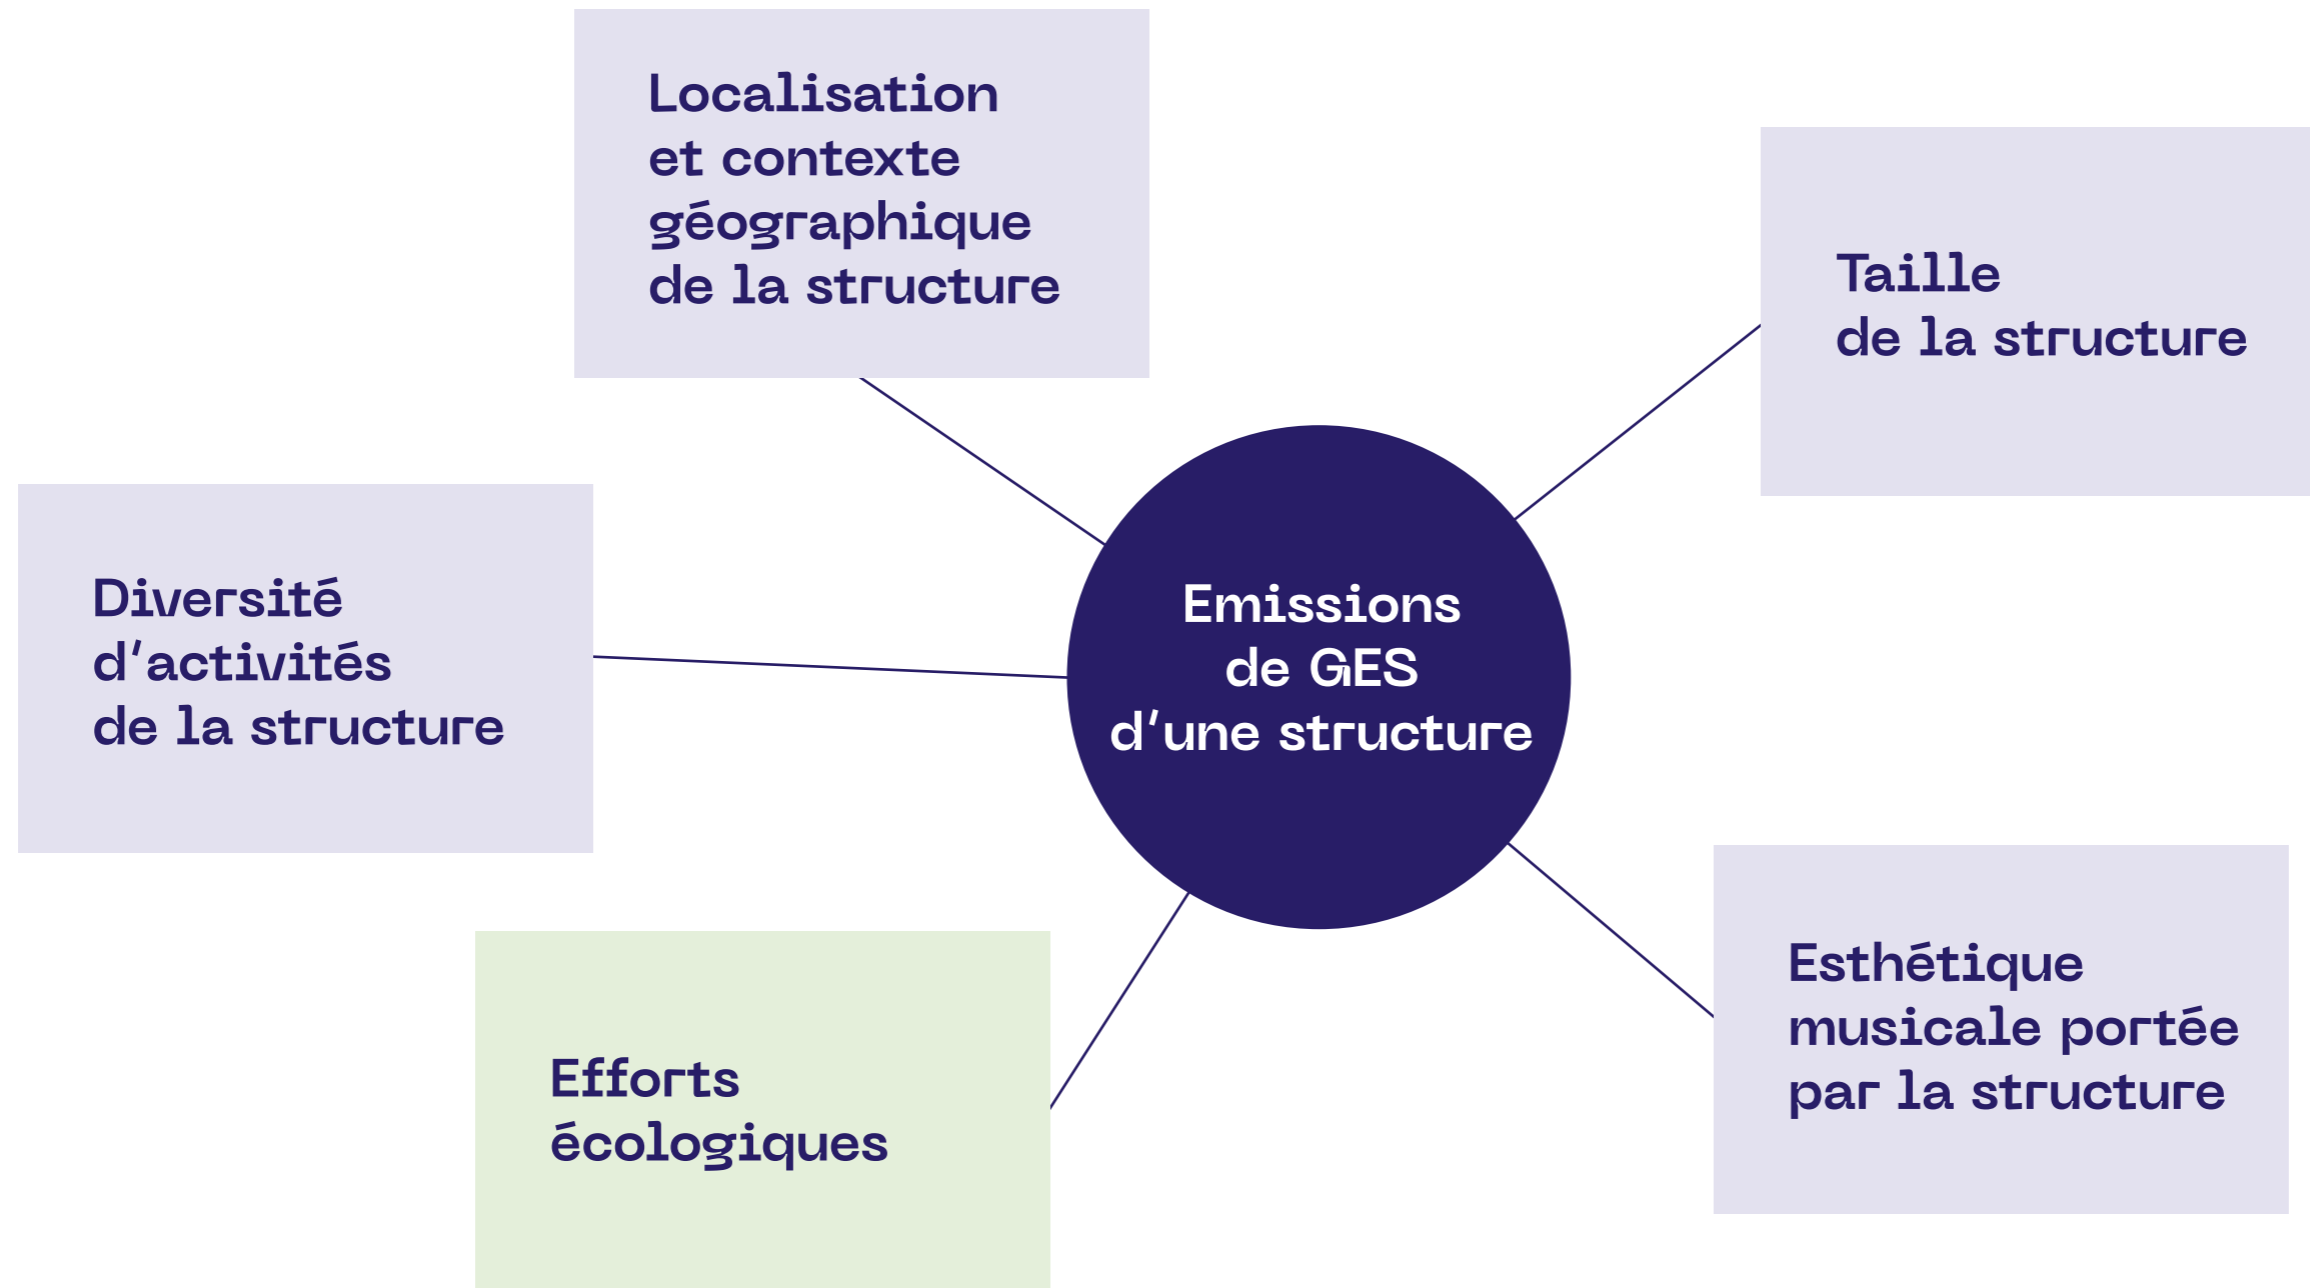 Localisation
et contexte
géographique
de la structure
Taille
de la structure
Diversité
d’activités
de la structure
Emissions
de GES
d’une structure
Efforts
écologiques
Esthétique
musicale portée
par la structure